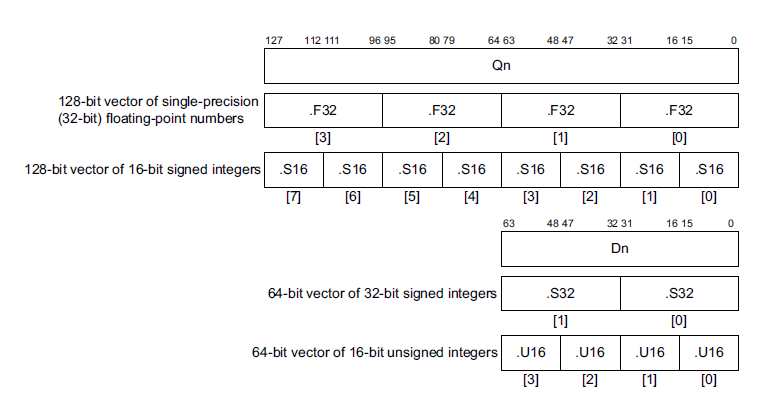 127 112 111 96 95 80 79 64 63 48 47 32 31 16 15 0
Qn
128-bit vector of single-precision
(32-bit) floating-point numbers
.F32 .F32 .F32 .F32
[3] [2] [1] [0]
128-bit vector of 16-bit signed integers .S16 .S16 .S16 .S16 .S16 .S16 .S16 .S16
[7] [6] [5] [4] [3] [2] [1] [0]
63 48 47 32 31 16 15 0
Dn
64-bit vector of 32-bit signed integers .S32 .S32
[1] [0]
64-bit vector of 16-bit unsigned integers .U16 .U16 .U16 .U16
[3] [2] [1] [0]